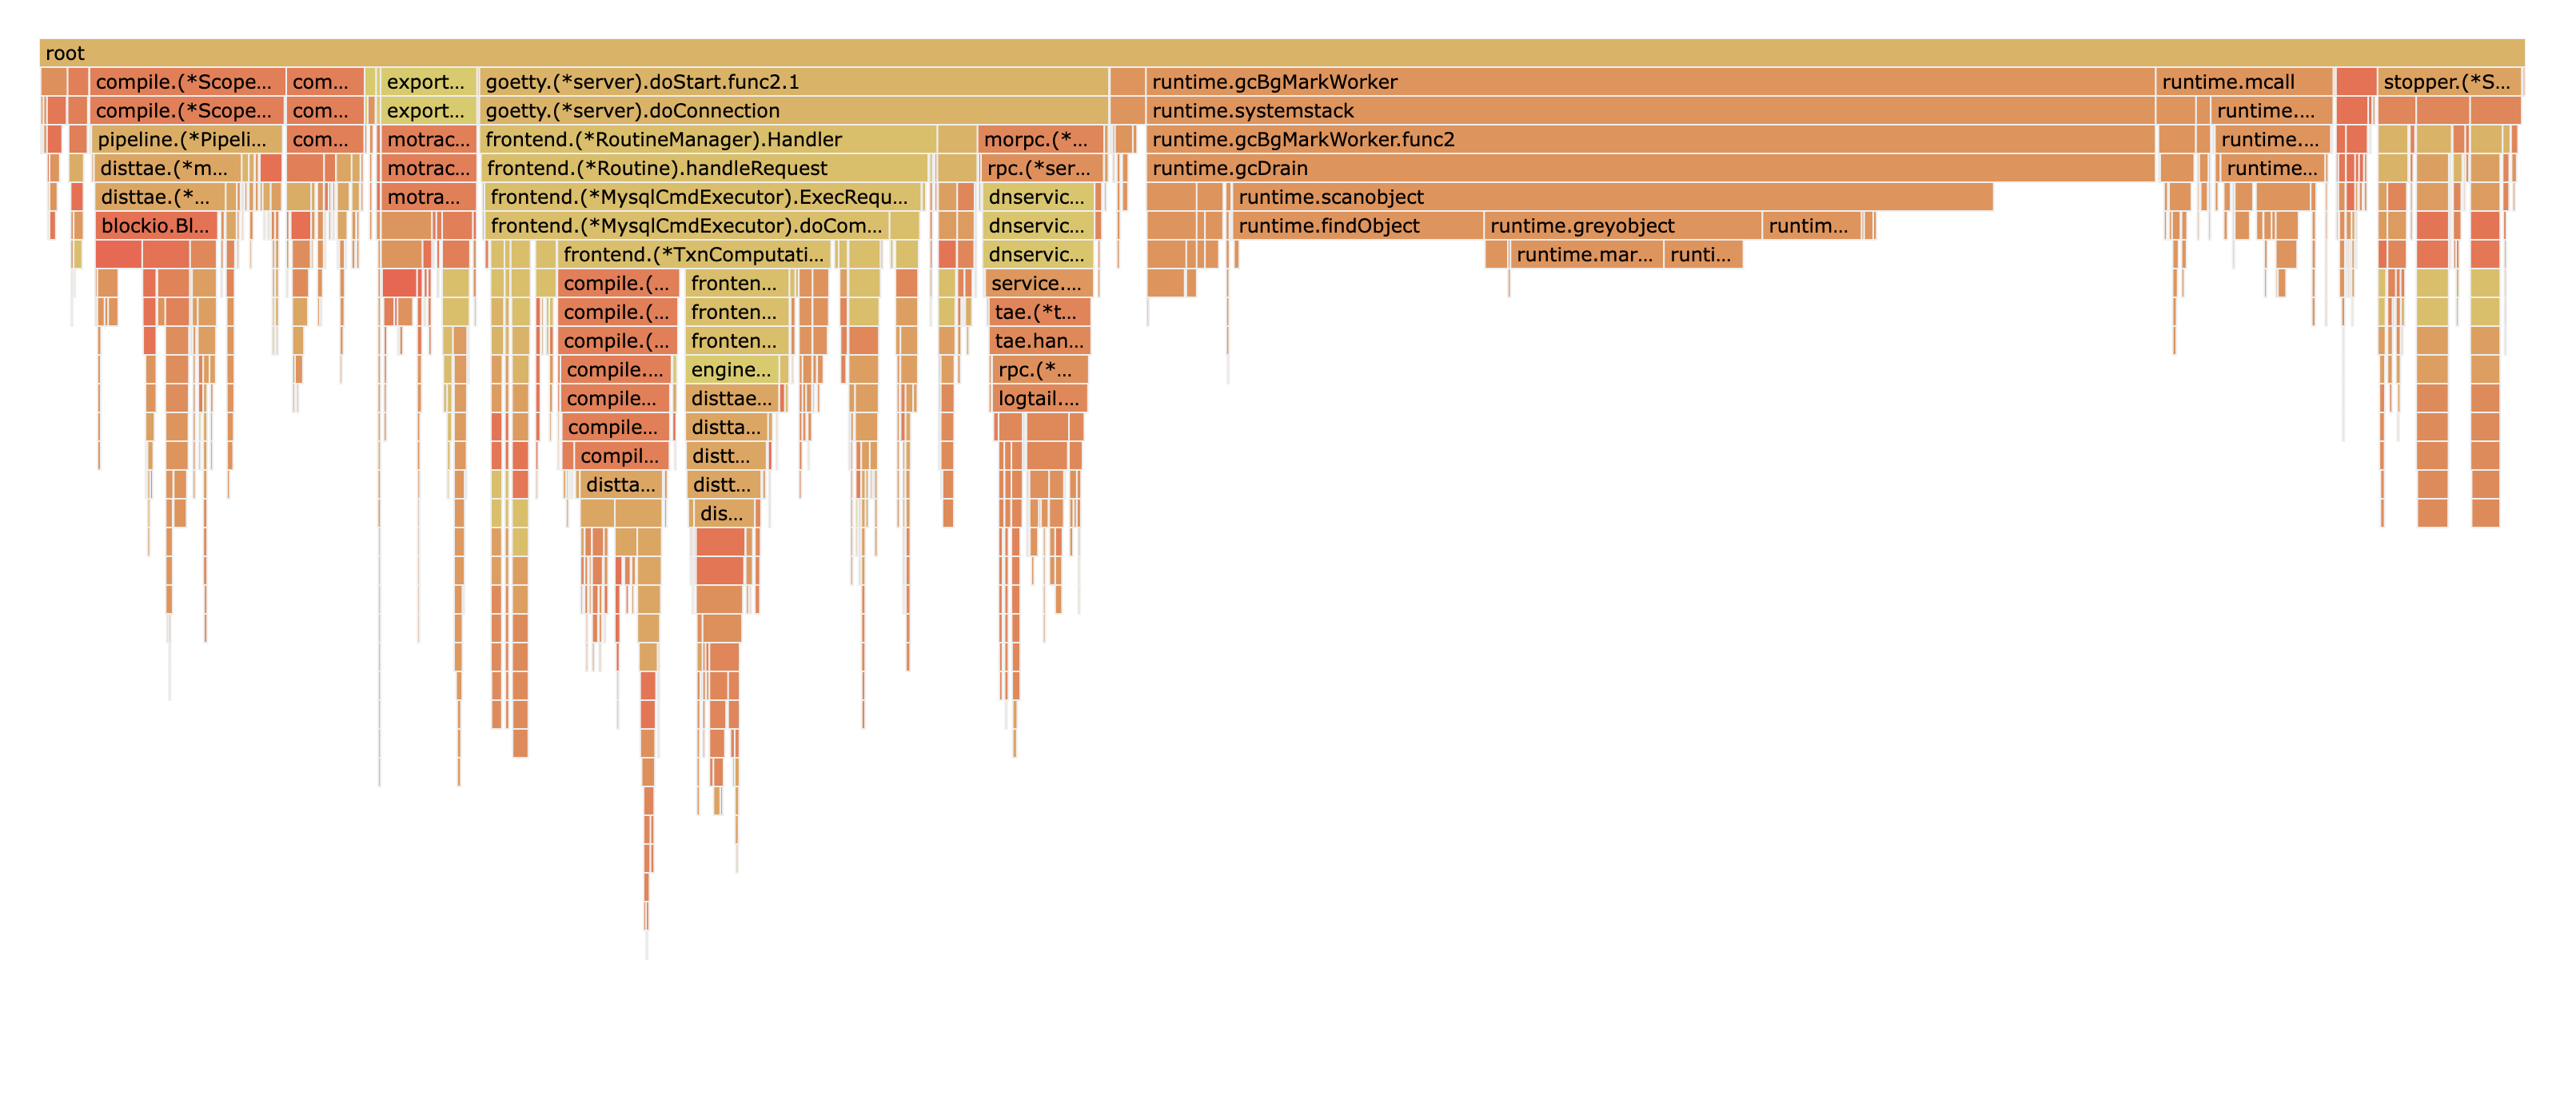 root
compile.(*Scope... com... export... goetty.(*server).doStart.func2.1 runtime.gcBgMarkWorker runtime.mcall stopper.(*S...
compile.(*Scope... com... export... goetty.(*server).doConnection runtime.systemstack runtime....
pipeline.(*Pipeli... com... motrac... frontend.(*RoutineManager).Handler morpc.(*... runtime.gcBgMarkWorker.func2 runtime....
disttae.(*m... motrac... frontend.(*Routine).handleRequest rpc.(*ser... runtime.gcDrain runtime...
disttae.(*... motra... frontend.(*MysqlCmdExecutor).ExecRequ... dnservic... runtime.scanobject
blockio.Bl... frontend.(*MysqlCmdExecutor).doCom... dnservic... runtime.findObject runtime.greyobject runtim...
frontend.(*TxnComputati... dnservic... runtime.mar... runti...
compile.(... fronten... service....
compile.(... fronten... tae.(*t...
compile.(... fronten... tae.han...
compile.... engine... rpc.(*...
compile... disttae... logtail....
compile... distta...
compil... distt...
distta... distt...
dis...